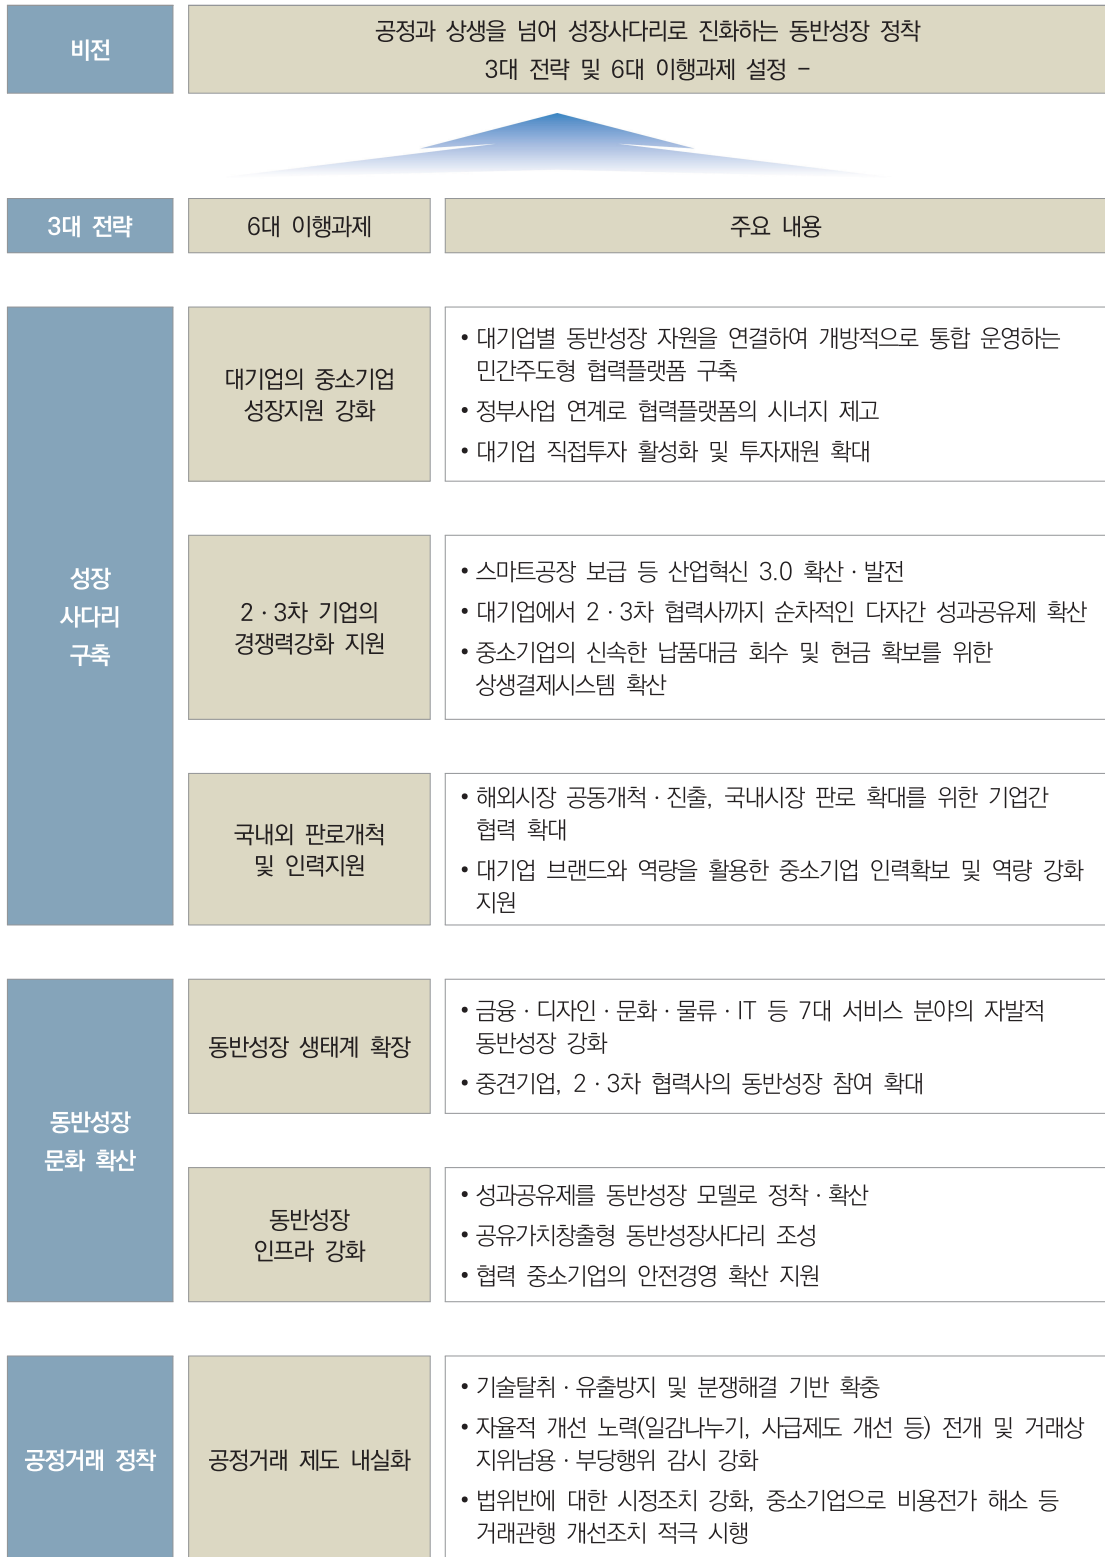 비전
공정과 상생을 넘어 성장사다리로 진화하는 동반성장 정착
3대 전략 및 6대 이행과제 설정 –
3대 전략
6대 이행과제
주요 내용
성장
사다리
구축
대기업의 중소기업
성장지원 강화
• 대기업별 동반성장 자원을 연결하여 개방적으로 통합 운영하는
민간주도형 협력플랫폼 구축
• 정부사업 연계로 협력플랫폼의 시너지 제고
• 대기업 직접투자 활성화 및 투자재원 확대
2 · 3차 기업의
경쟁력강화 지원
• 스마트공장 보급 등 산업혁신 3.0 확산 · 발전
• 대기업에서 2 · 3차 협력사까지 순차적인 다자간 성과공유제 확산
• 중소기업의 신속한 납품대금 회수 및 현금 확보를 위한
상생결제시스템 확산
국내외 판로개척
및 인력지원
• 해외시장 공동개척 · 진출, 국내시장 판로 확대를 위한 기업간
협력 확대
• 대기업 브랜드와 역량을 활용한 중소기업 인력확보 및 역량 강화
지원
동반성장
문화 확산
동반성장 생태계 확장
• 금융 · 디자인 · 문화 · 물류 · IT 등 7대 서비스 분야의 자발적
동반성장 강화
• 중견기업, 2 · 3차 협력사의 동반성장 참여 확대
동반성장
인프라 강화
• 성과공유제를 동반성장 모델로 정착 · 확산
• 공유가치창출형 동반성장사다리 조성
• 협력 중소기업의 안전경영 확산 지원
공정거래 정착
공정거래 제도 내실화
• 기술탈취 · 유출방지 및 분쟁해결 기반 확충
• 자율적 개선 노력(일감나누기, 사급제도 개선 등) 전개 및 거래상
지위남용 · 부당행위 감시 강화
• 법위반에 대한 시정조치 강화, 중소기업으로 비용전가 해소 등
거래관행 개선조치 적극 시행